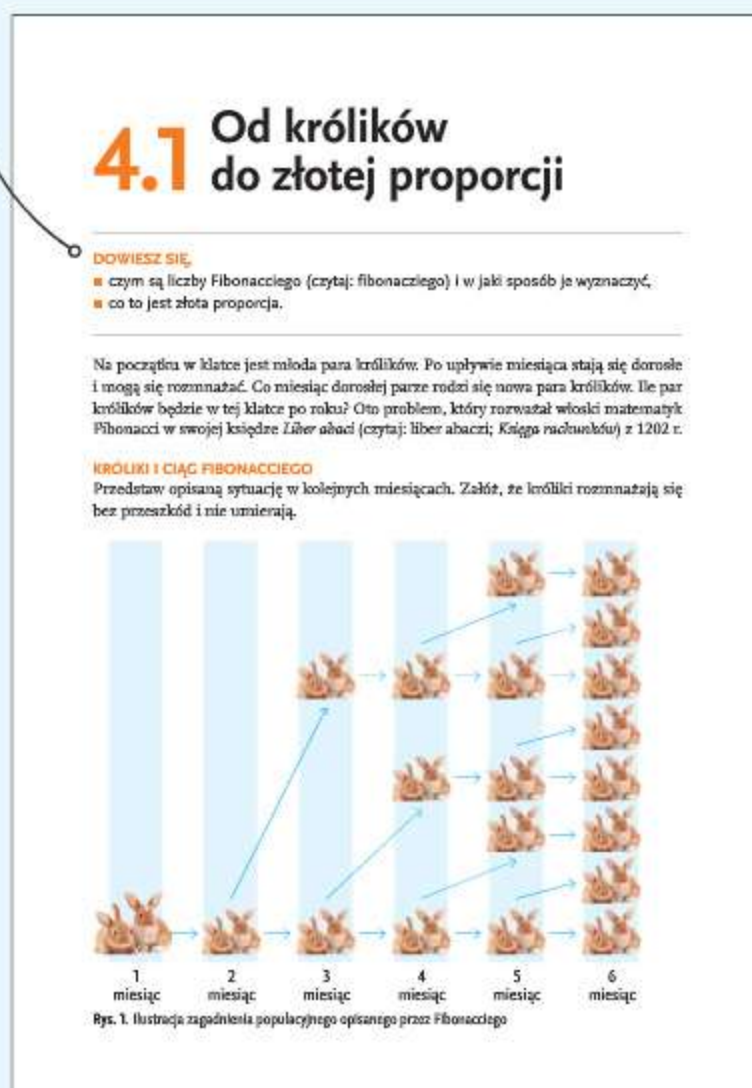 4.1 Od królików
do złotej proporcji
DOWIESZ SIĘ,
■ czym są liczby Fibonacciego (czytaj: fibonacziego) i w jaki sposób je wyznaczyć,
■ co to jest złota proporcja.
Na początku w klatce jest młoda para królików. Po upływie miesiąca stają się dorosłe
i mogą się rozmnażać. Co miesiąc dorosłej parze rodzi się nowa para królików. Ile par
królików będzie w tej klatce po roku? Oto problem, który rozważał włoski matematyk
Fibonacci w swojej księdze Liber abaci (czytaj: liber abaczi; Księga rachunków) z 1202 r.
KRÓLIKI I CIĄG FIBONACCIEGO
Przedstaw opisaną sytuację w kolejnych miesiącach. Załóż, że króliki rozmnażają się
bez przeszkód i nie umierają.
1 2 3 4 5 6
miesiąc miesiąc miesiąc miesiąc miesiąc miesiąc
Rys. 1. Ilustracja zagadnienia populacyjnego opisanego przez Fibonacciego